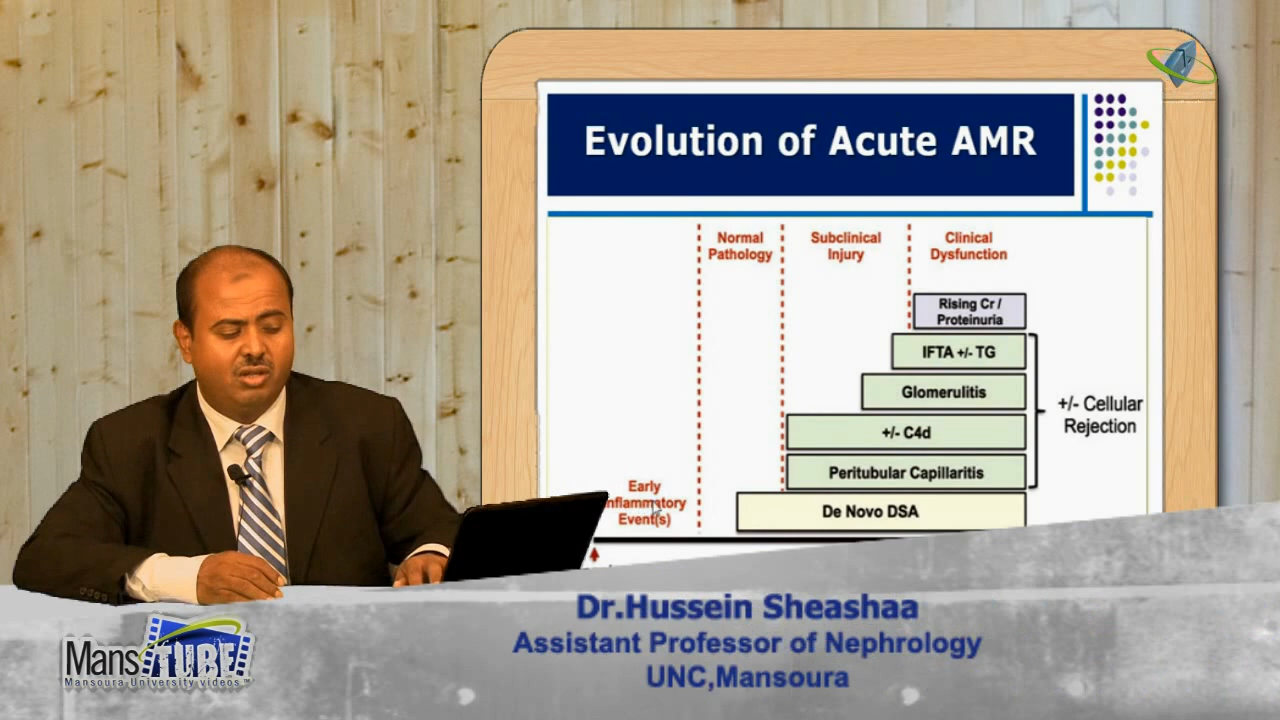 Evolution of Acute AMR
Normal
Pathology
Subclinical
Injury
Clinical
Dysfunction
Rising Cr /
Proteinuria
IFTA +/- TG
Glomerulitis
+/- C4d
Peritubular Capillaritis
De Novo DSA
+/- Cellular
Rejection
Early
Event(s)
Dr.Hussein Sheashaa
Assistant Professor of Nephrology
UNC,Mansoura
Mans TUBE
Mansoura University videos